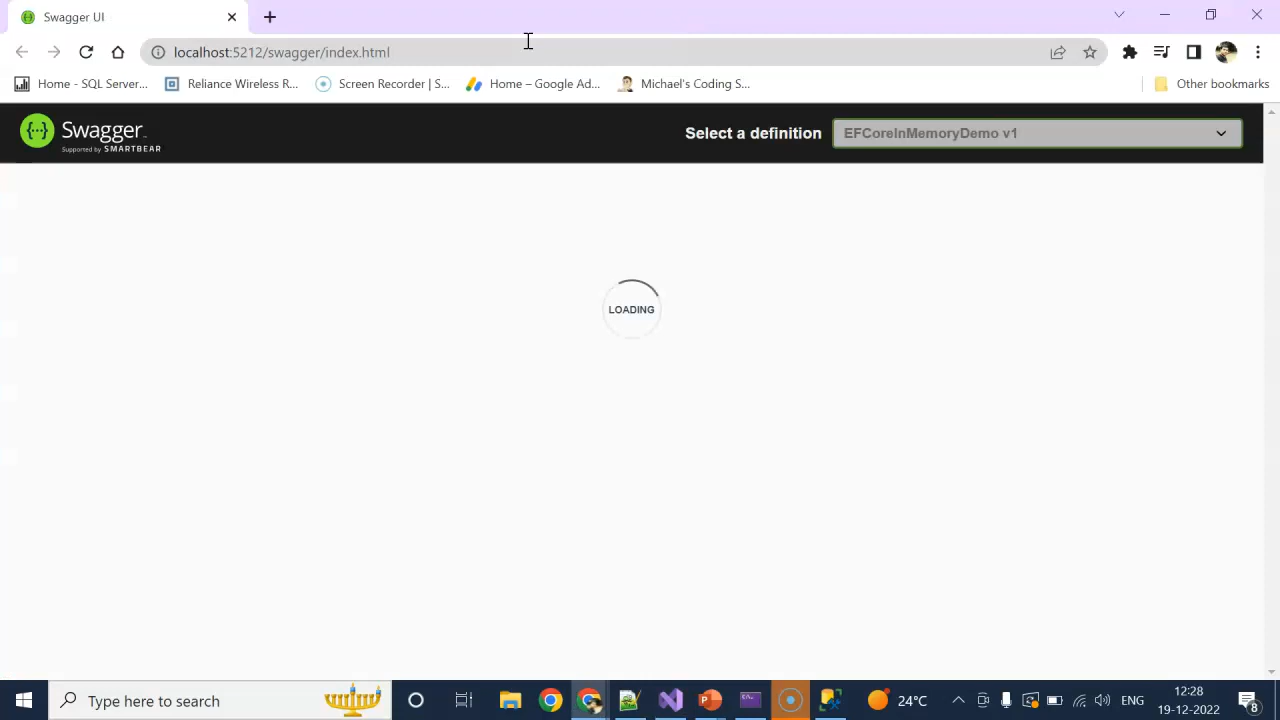 Swagger UI
localhost:5212/swagger/index.html
Home - SQL Server...
Reliance Wireless R...
Screen Recorder | S...
Home – Google Ad...
Michael's Coding S...
Other bookmarks
Swagger
Supported by SMARTBEAR
Select a definition
EFCoreInMemoryDemo v1
LOADING
Type here to search
24°C
ENG
12:28
19-12-2022
8